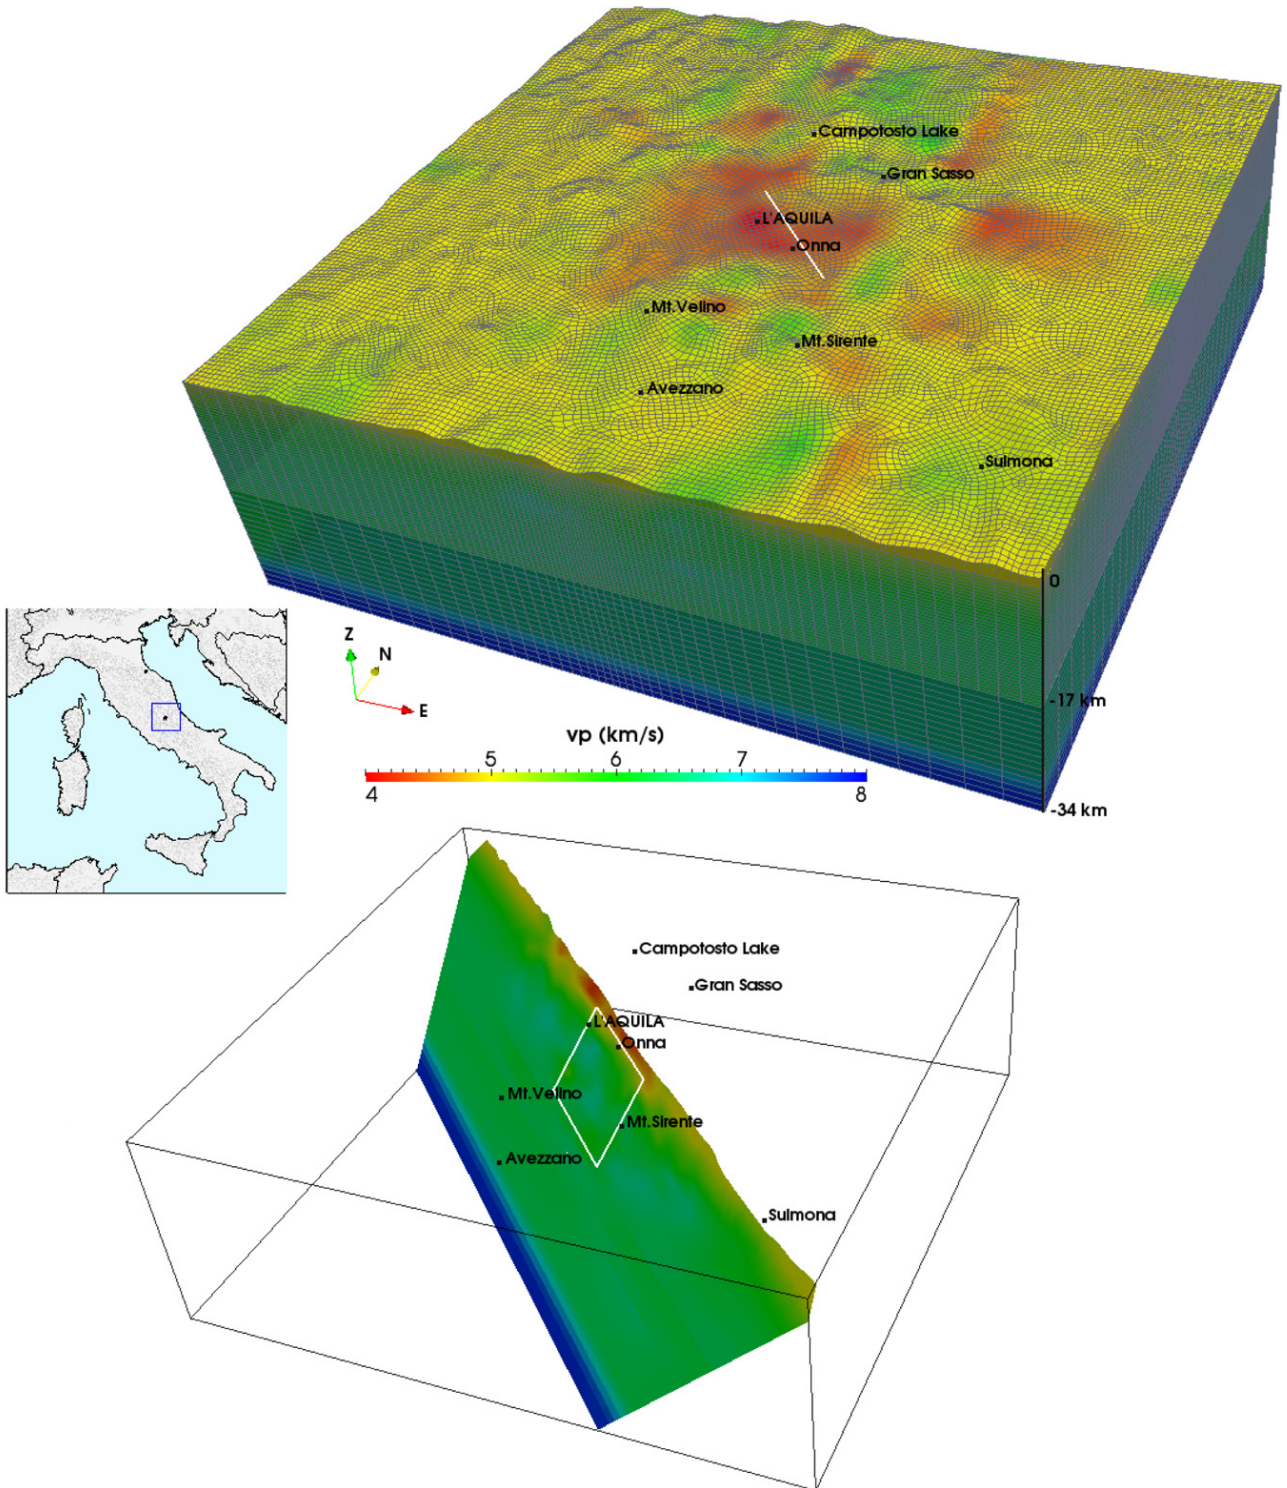 Campotosto Lake
Gran Sasso
L'AQUILA
Onna
Mt.Velino
Mt.Sirente
Avezzano
Sulmona
0
-17 km
-34 km
Z
N
E
vp (km/s)
5 6 7
4 8
Campotosto Lake
Gran Sasso
L'AQUILA
Onna
Mt.Velino
Mt.Sirente
Avezzano
Sulmona